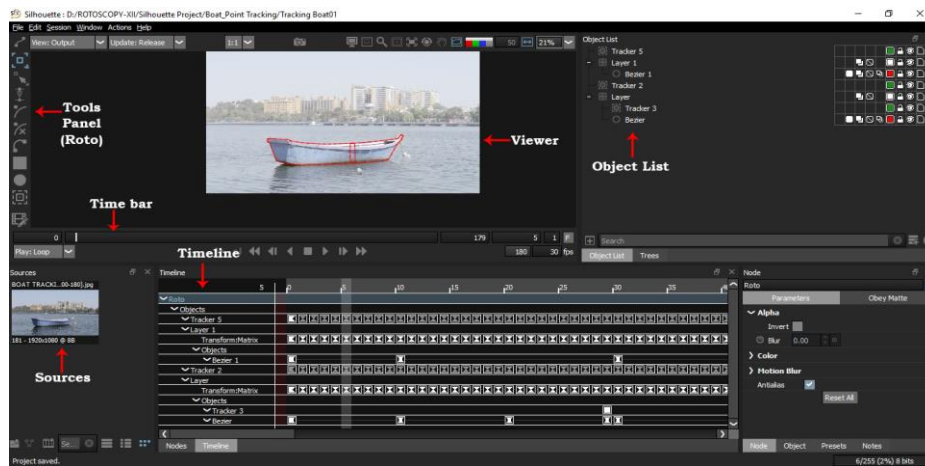 Silhouette : D:/ROTOSCOPY-XII/Silhouette Project/Boat_Point Tracking/Tracking Boat01
File Edit Session Window Actions Help
View: Output Update: Release 1:1 50 21%
Tools
Panel
(Roto)
Viewer
Time bar
0 179 5 1 F
Play: Loop 180 30 fps
Timeline
Object List
Tracker 5
Layer 1
Bezier 1
Tracker 2
Layer
Tracker 3
Bezier
Object List
Search
Object List Trees
Sources
BOAT TRACKI...00-180].jpg
181 - 1920x1080 @ 8B
Sources
Timeline
5 0 5 10 15 20 25 30 35
Roto
Objects
Tracker 5
Layer 1
Transform:Matrix
Objects
Bezier 1
Tracker 2
Layer
Transform:Matrix
Objects
Tracker 3
Bezier
Nodes Timeline
Node
Roto
Parameters Obey Matte
Alpha
Invert
Blur 0.00
Color
Motion Blur
Antialias
Reset All
Node Object Presets Notes
Se...
Project saved.
6/255 (2%) 8 bits